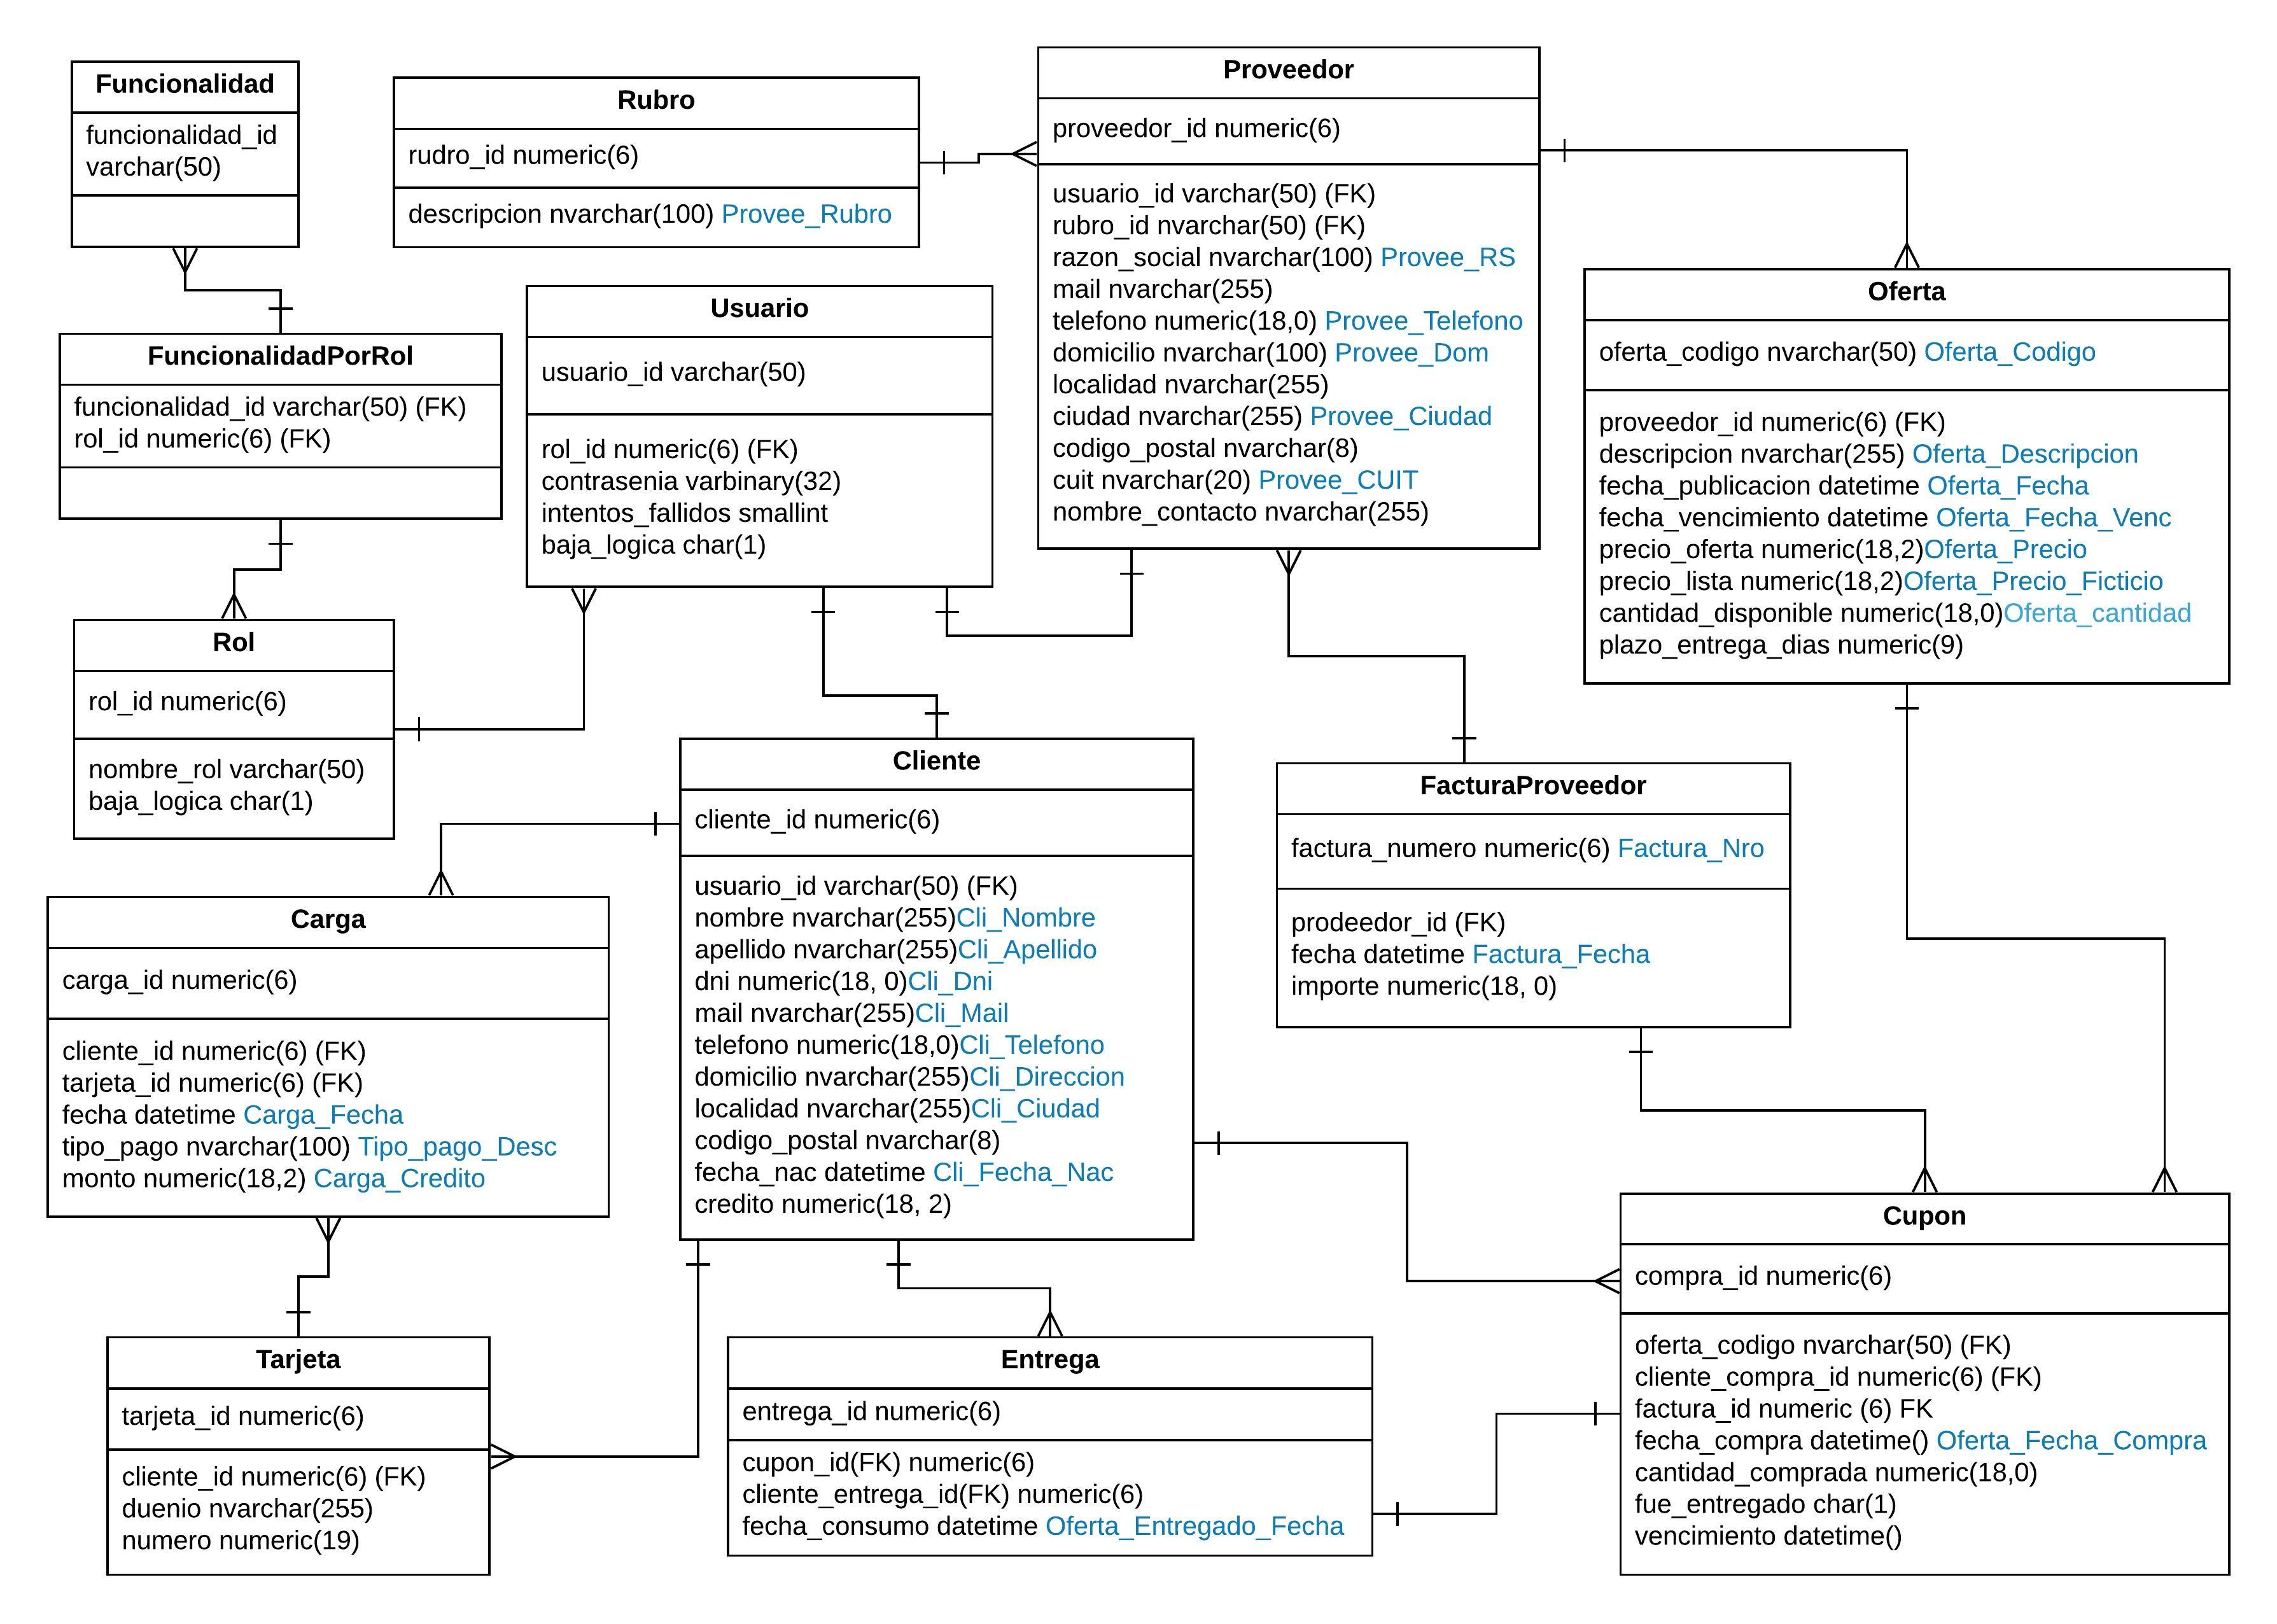 Funcionalidad
funcionalidad_id
varchar(50)
Rubro
rudro_id numeric(6)
descripcion nvarchar(100) Provee_Rubro
Proveedor
proveedor_id numeric(6)
usuario_id varchar(50) (FK)
rubro_id nvarchar(50) (FK)
razon_social nvarchar(100) Provee_RS
mail nvarchar(255)
telefono numeric(18,0) Provee_Telefono
domicilio nvarchar(100) Provee_Dom
localidad nvarchar(255)
ciudad nvarchar(255) Provee_Ciudad
codigo_postal nvarchar(8)
cuit nvarchar(20) Provee_CUIT
nombre_contacto nvarchar(255)
Oferta
oferta_codigo nvarchar(50) Oferta_Codigo
proveedor_id numeric(6) (FK)
descripcion nvarchar(255) Oferta_Descripcion
fecha_publicacion datetime Oferta_Fecha
fecha_vencimiento datetime Oferta_Fecha_Venc
precio_oferta numeric(18,2)Oferta_Precio
precio_lista numeric(18,2)Oferta_Precio_Ficticio
cantidad_disponible numeric(18,0)Oferta_cantidad
plazo_entrega_dias numeric(9)
FuncionalidadPorRol
funcionalidad_id varchar(50) (FK)
rol_id numeric(6) (FK)
Usuario
usuario_id varchar(50)
rol_id numeric(6) (FK)
contrasenia varbinary(32)
intentos_fallidos smallint
baja_logica char(1)
Rol
rol_id numeric(6)
nombre_rol varchar(50)
baja_logica char(1)
Cliente
cliente_id numeric(6)
usuario_id varchar(50) (FK)
nombre nvarchar(255)Cli_Nombre
apellido nvarchar(255)Cli_Apellido
dni numeric(18, 0)Cli_Dni
mail nvarchar(255)Cli_Mail
telefono numeric(18,0)Cli_Telefono
domicilio nvarchar(255)Cli_Direccion
localidad nvarchar(255)Cli_Ciudad
codigo_postal nvarchar(8)
fecha_nac datetime Cli_Fecha_Nac
credito numeric(18, 2)
FacturaProveedor
factura_numero numeric(6) Factura_Nro
prodeedor_id (FK)
fecha datetime Factura_Fecha
importe numeric(18, 0)
Carga
carga_id numeric(6)
cliente_id numeric(6) (FK)
tarjeta_id numeric(6) (FK)
fecha datetime Carga_Fecha
tipo_pago nvarchar(100) Tipo_pago_Desc
monto numeric(18,2) Carga_Credito
Tarjeta
tarjeta_id numeric(6)
cliente_id numeric(6) (FK)
duenio nvarchar(255)
numero numeric(19)
Entrega
entrega_id numeric(6)
cupon_id(FK) numeric(6)
cliente_entrega_id(FK) numeric(6)
fecha_consumo datetime Oferta_Entregado_Fecha
Cupon
compra_id numeric(6)
oferta_codigo nvarchar(50) (FK)
cliente_compra_id numeric(6) (FK)
factura_id numeric (6) FK
fecha_compra datetime() Oferta_Fecha_Compra
cantidad_comprada numeric(18,0)
fue_entregado char(1)
vencimiento datetime()